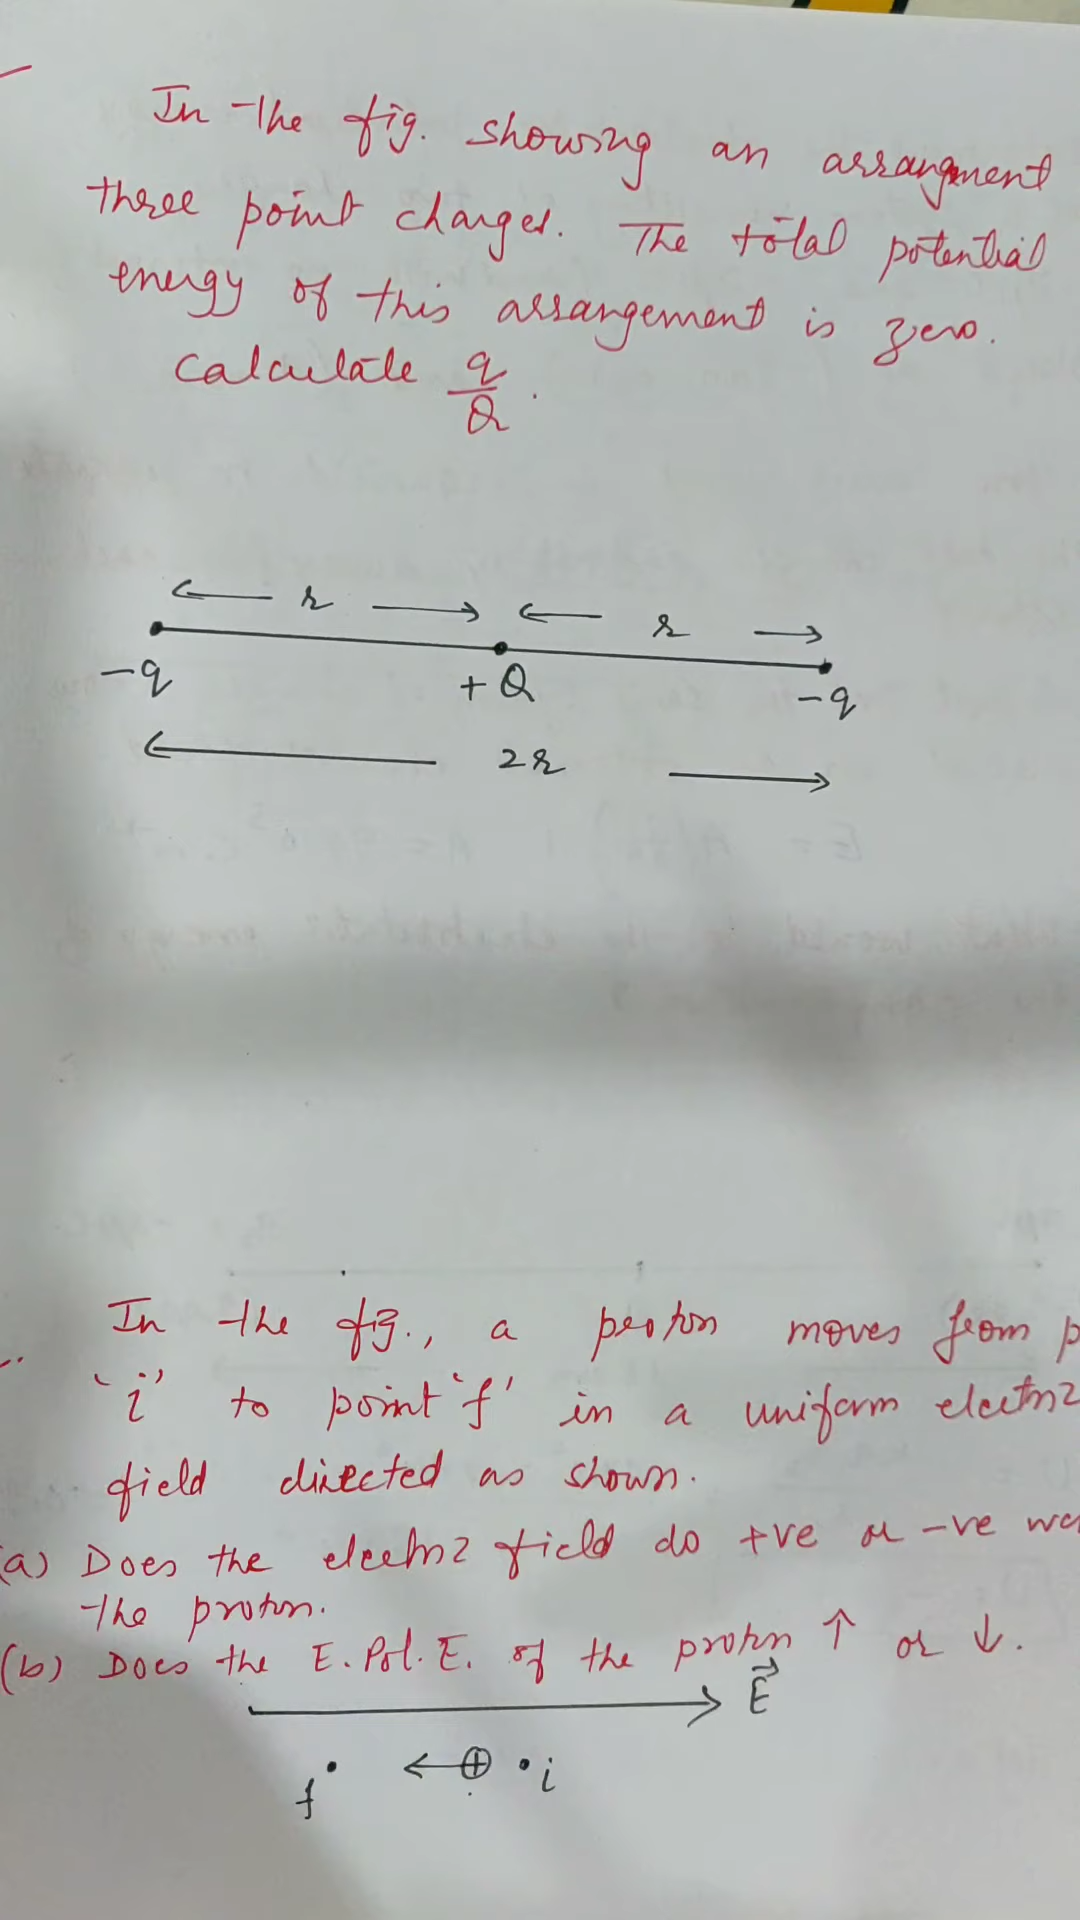 In the fig. showing an arrangment
three point charges. The total potential
energy of this arrangement is zero.
Calculate q/Q.
r r
-q +Q -q
2r
In the fig., a proton moves from p
'i' to point 'f' in a uniform electric
field directed as shown.
(a) Does the electric field do +ve or -ve wo
the proton.
(b) Does the E. Pot. E. of the proton ↑ or ↓.
E⃗
f ⊕ i